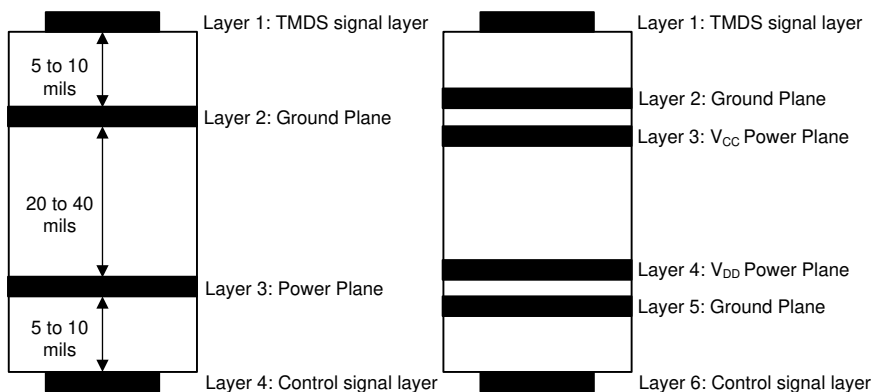 Layer 1: TMDS signal layer
5 to 10
mils
Layer 2: Ground Plane
20 to 40
mils
Layer 3: Power Plane
5 to 10
mils
Layer 4: Control signal layer
Layer 1: TMDS signal layer
Layer 2: Ground Plane
Layer 3: VCC Power Plane
Layer 4: VDD Power Plane
Layer 5: Ground Plane
Layer 6: Control signal layer